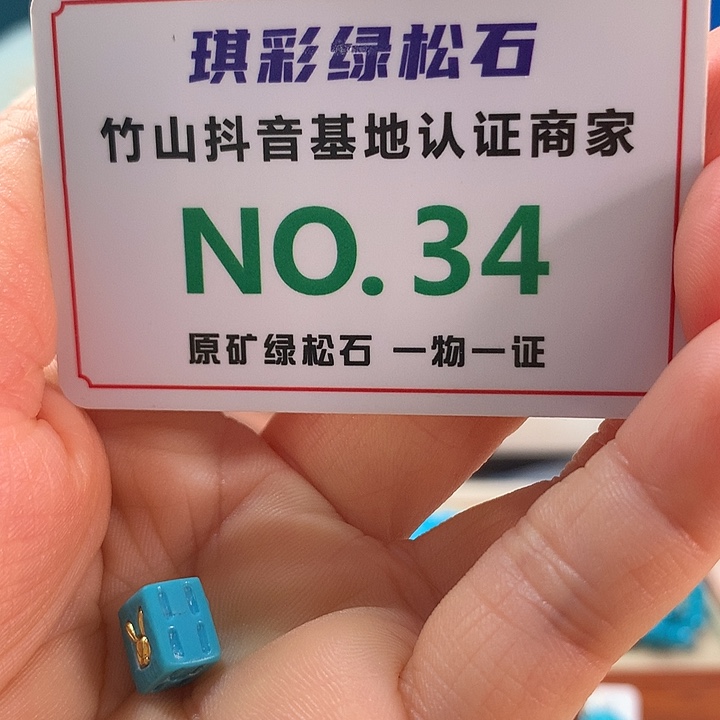 琪彩绿松石
竹山抖音基地认证商家
NO. 34
原矿绿松石 一物一证